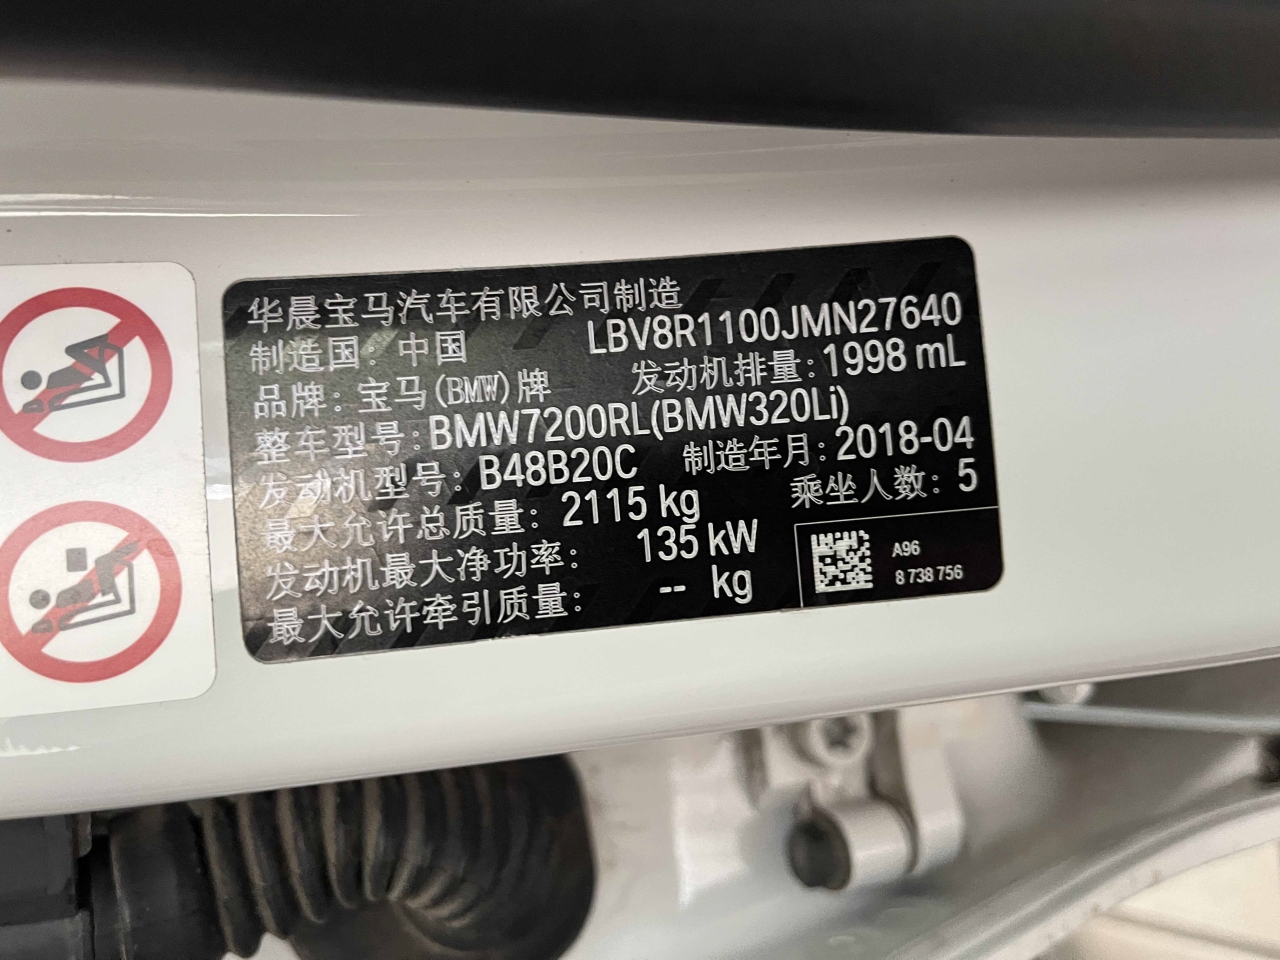 华晨宝马汽车有限公司制造
制造国：中国 LBV8R1100JMN27640
品牌：宝马(BMW)牌 发动机排量：1998 mL
整车型号：BMW7200RL(BMW320Li)
发动机型号：B48B20C 制造年月：2018-04
最大允许总质量：2115 kg 乘坐人数：5
发动机最大净功率：135 kW
最大允许牵引质量：-- kg
A96
8 738 756